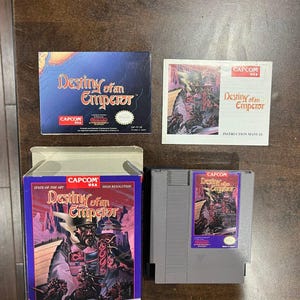 Destiny of an
Emperor
CAPCOM
USA
CAPCOM
USA
Destiny of an
Emperor
INSTRUCTION MANUAL
CAPCOM
USA
STATE OF THE ART
HIGH RESOLUTION
Destiny of an
Emperor
CAPCOM
Destiny of an
Emperor